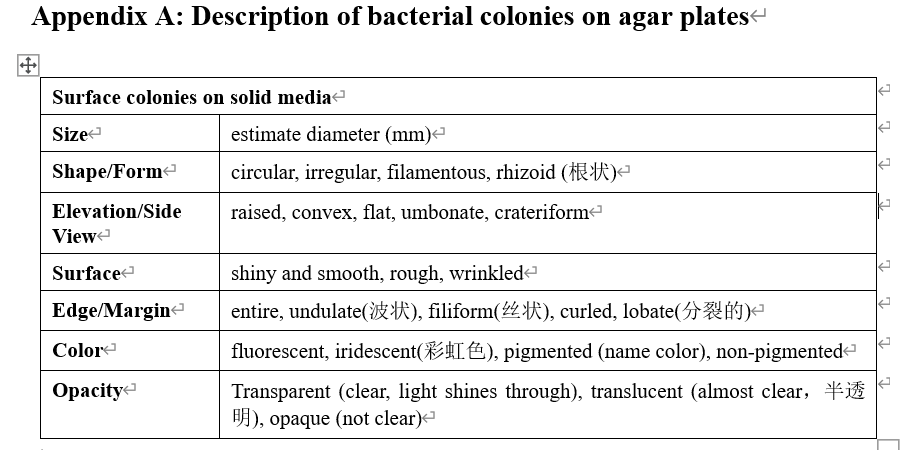 Appendix A: Description of bacterial colonies on agar plates
Surface colonies on solid media
Size
estimate diameter (mm)
Shape/Form
circular, irregular, filamentous, rhizoid (根状)
Elevation/Side
View
raised, convex, flat, umbonate, crateriform
Surface
shiny and smooth, rough, wrinkled
Edge/Margin
entire, undulate(波状), filiform(丝状), curled, lobate(分裂的)
Color
fluorescent, iridescent(彩虹色), pigmented (name color), non-pigmented
Opacity
Transparent (clear, light shines through), translucent (almost clear，半透
明), opaque (not clear)